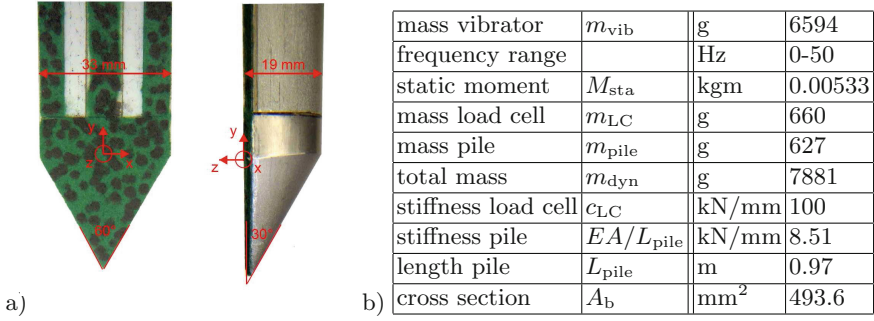 35 mm
19 mm
y
z
x
y
z
x
60°
30°
a)
b)
mass vibrator m_vib g 6594
frequency range Hz 0-50
static moment M_sta kgm 0.00533
mass load cell m_LC g 660
mass pile m_pile g 627
total mass m_dyn g 7881
stiffness load cell c_LC kN/mm 100
stiffness pile EA/L_pile kN/mm 8.51
length pile L_pile m 0.97
cross section A_b mm² 493.6